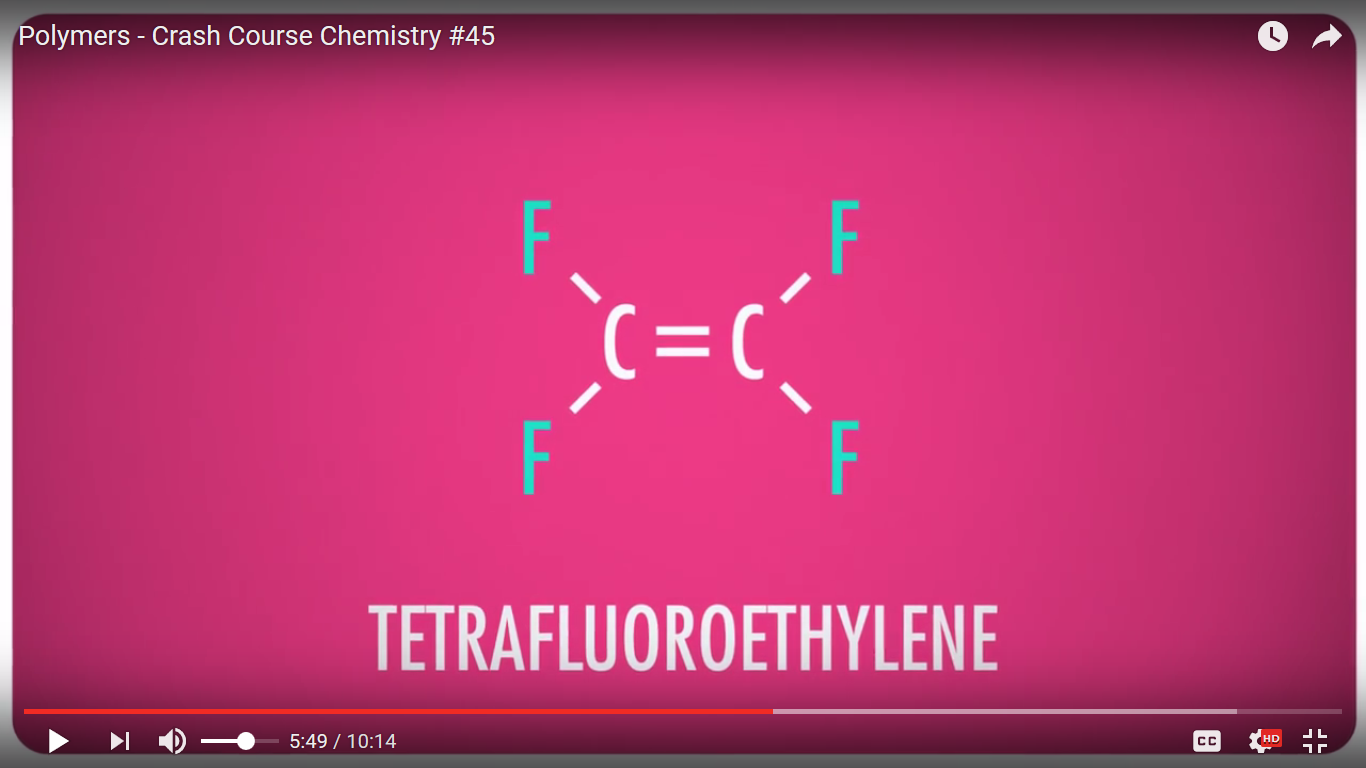 Polymers - Crash Course Chemistry #45
F F
C = C
F F
TETRAFLUOROETHYLENE
5:49 / 10:14
CC
HD